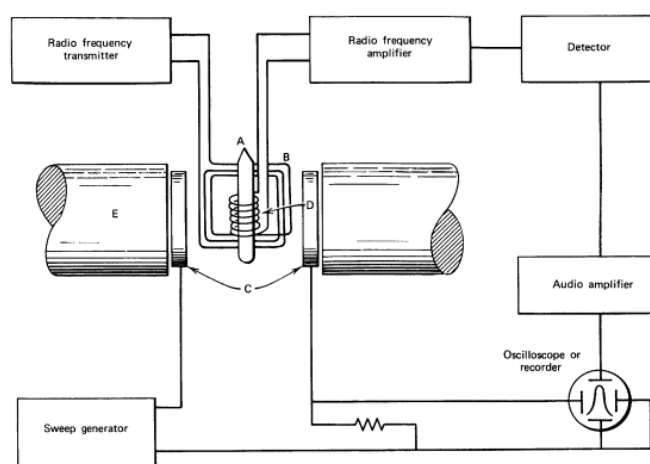 Radio frequency
transmitter
Radio frequency
amplifier
Detector
A
B
E
D
C
Audio amplifier
Oscilloscope or
recorder
Sweep generator